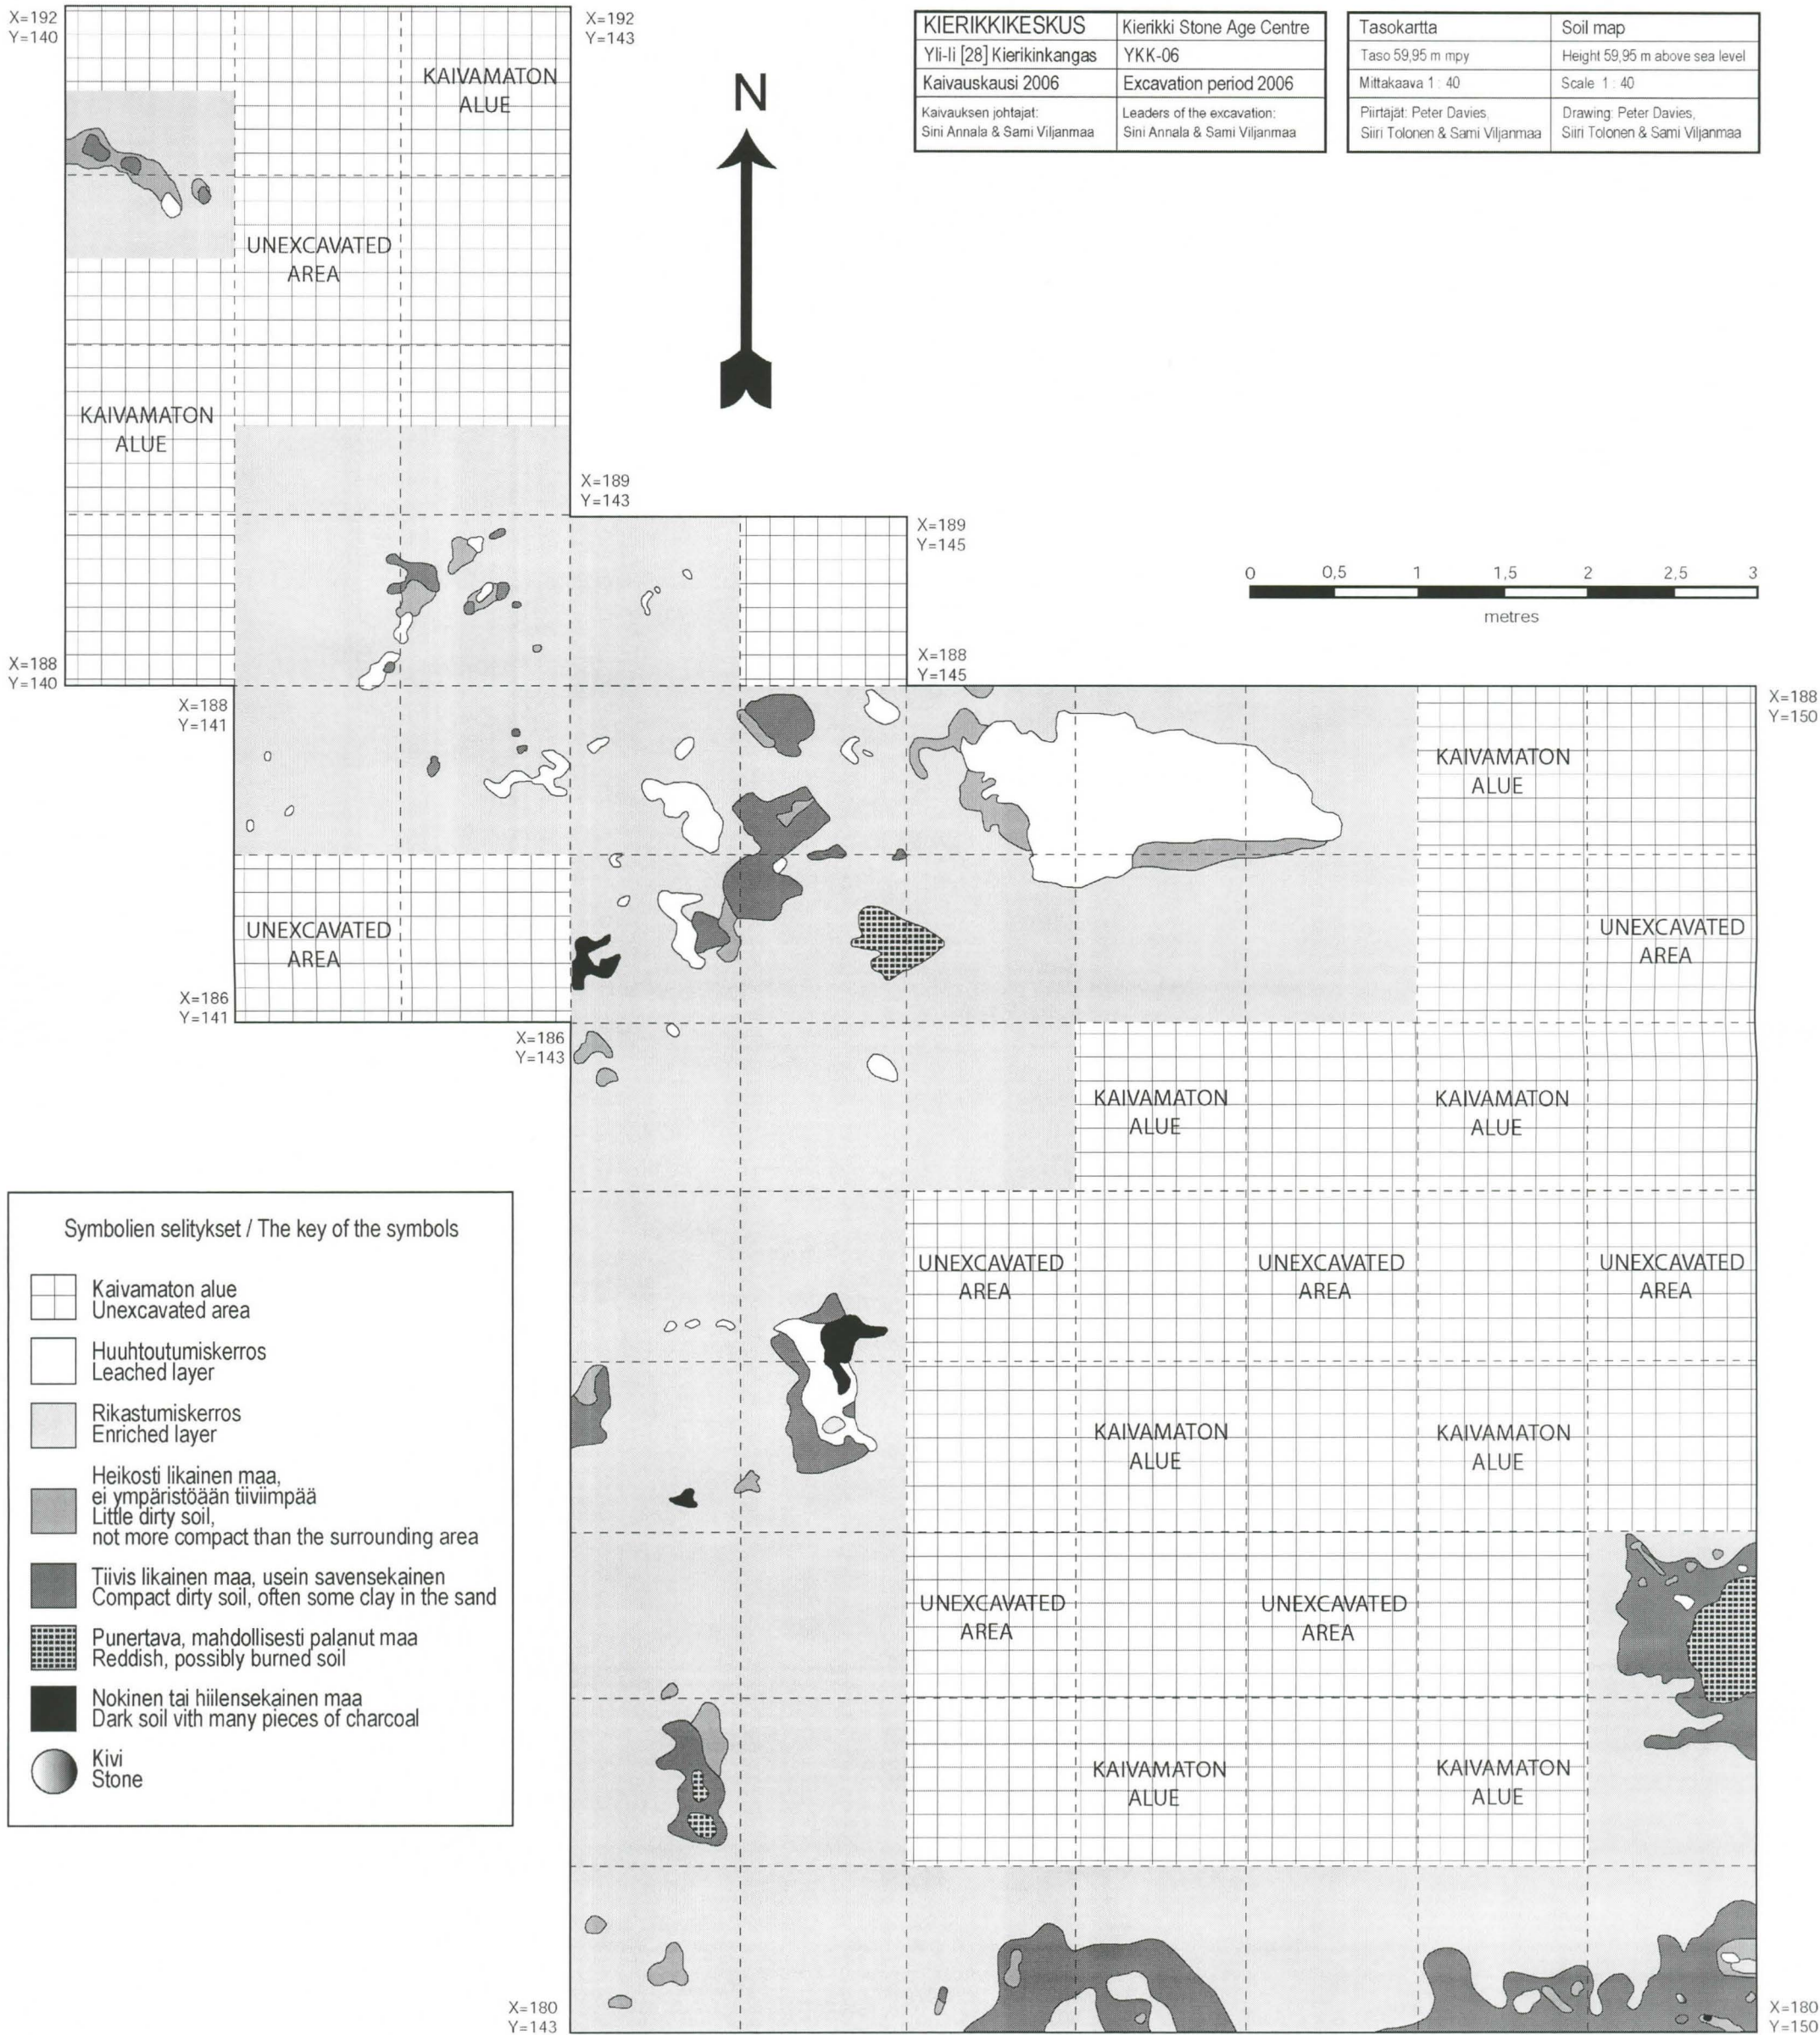 X=192
Y=140
X=192
Y=143
KAIVAMATON
ALUE
N
KIERIKKIKESKUS
Kierikki Stone Age Centre
Yli-Ii [28] Kierikinkangas
YKK-06
Kaivauskausi 2006
Excavation period 2006
Kaivauksen johtajat:
Sini Annala & Sami Viljanmaa
Leaders of the excavation:
Sini Annala & Sami Viljanmaa
Tasokartta
Soil map
Taso 59,95 m mpy
Height 59,95 m above sea level
Mittakaava 1 : 40
Scale 1 : 40
Piirtäjät: Peter Davies,
Siiri Tolonen & Sami Viljanmaa
Drawing: Peter Davies,
Siiri Tolonen & Sami Viljanmaa
UNEXCAVATED
AREA
KAIVAMATON
ALUE
X=189
Y=143
X=189
Y=145
0 0,5 1 1,5 2 2,5 3
metres
X=188
Y=140
X=188
Y=145
X=188
Y=141
X=188
Y=150
KAIVAMATON
ALUE
UNEXCAVATED
AREA
UNEXCAVATED
AREA
X=186
Y=141
X=186
Y=143
KAIVAMATON
ALUE
KAIVAMATON
ALUE
UNEXCAVATED
AREA
UNEXCAVATED
AREA
UNEXCAVATED
AREA
KAIVAMATON
ALUE
KAIVAMATON
ALUE
UNEXCAVATED
AREA
UNEXCAVATED
AREA
KAIVAMATON
ALUE
KAIVAMATON
ALUE
Symbolien selitykset / The key of the symbols
Kaivamaton alue
Unexcavated area
Huuhtoutumiskerros
Leached layer
Rikastumiskerros
Enriched layer
Heikosti likainen maa,
ei ympäristöään tiiviimpää
Little dirty soil,
not more compact than the surrounding area
Tiivis likainen maa, usein savensekainen
Compact dirty soil, often some clay in the sand
Punertava, mahdollisesti palanut maa
Reddish, possibly burned soil
Nokinen tai hiilensekainen maa
Dark soil vith many pieces of charcoal
Kivi
Stone
X=180
Y=143
X=180
Y=150